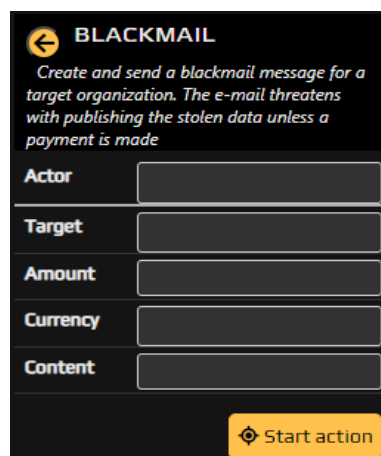 BLACKMAIL
Create and send a blackmail message for a
target organization. The e-mail threatens
with publishing the stolen data unless a
payment is made
Actor
Target
Amount
Currency
Content
Start action